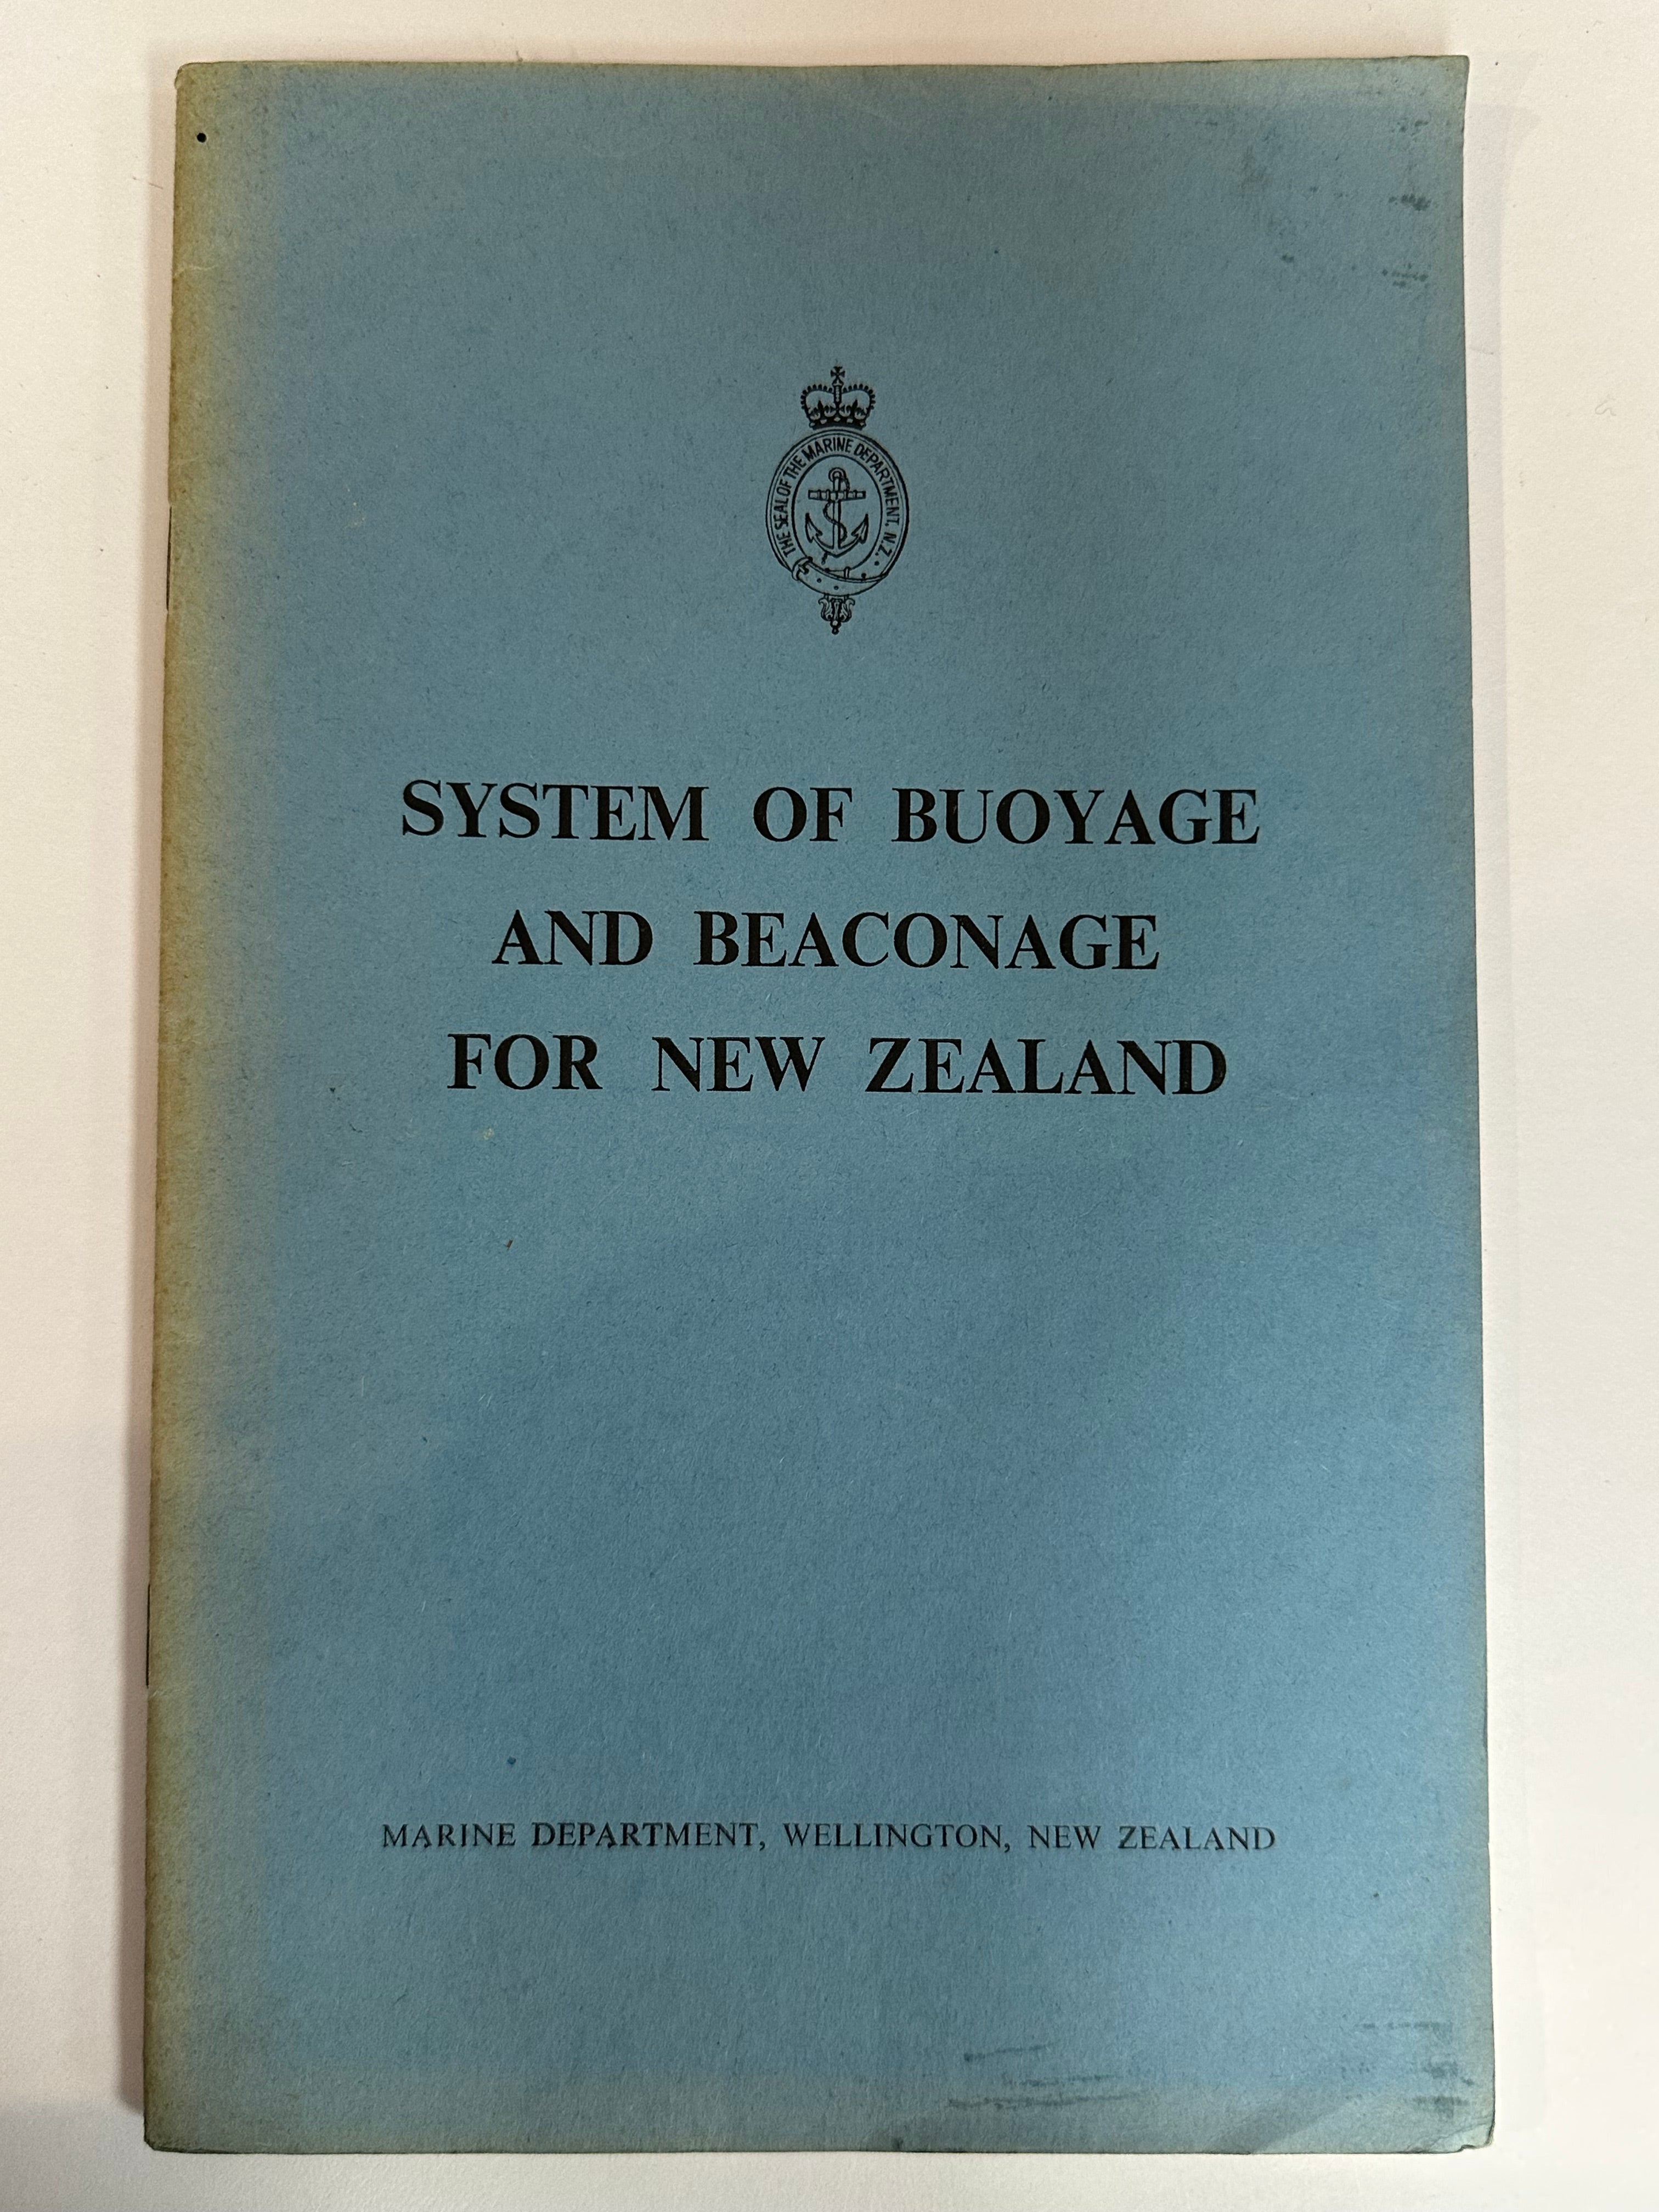 THE SEAL OF THE MARINE DEPARTMENT. N.Z.
SYSTEM OF BUOYAGE
AND BEACONAGE
FOR NEW ZEALAND
MARINE DEPARTMENT, WELLINGTON, NEW ZEALAND